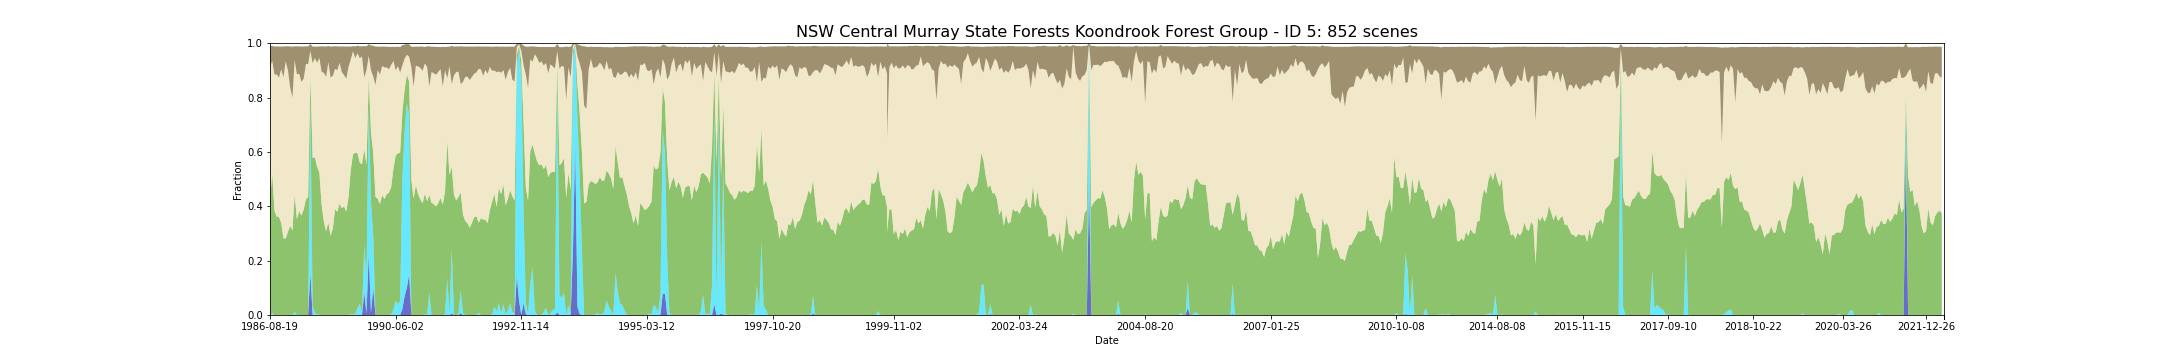 NSW Central Murray State Forests Koondrook Forest Group - ID 5: 852 scenes
1.0
0.8
0.6
0.4
0.2
0.0
Fraction
1986-08-19 1990-06-02 1992-11-14 1995-03-12 1997-10-20 1999-11-02 2002-03-24 2004-08-20 2007-01-25 2010-10-08 2014-08-08 2015-11-15 2017-09-10 2018-10-22 2020-03-26 2021-12-26
Date